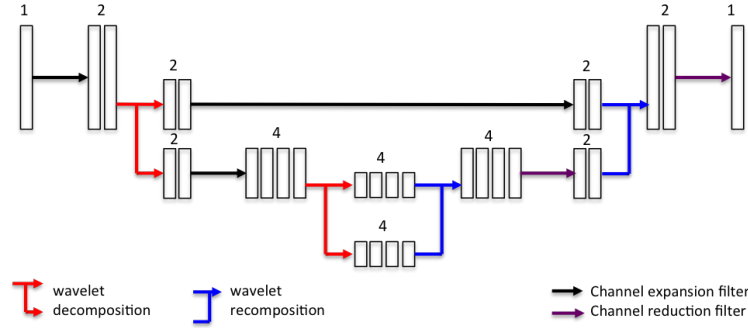 1 2 2 1
2 2
2 4 4 2
4
4
wavelet decomposition
wavelet recomposition
Channel expansion filter
Channel reduction filter